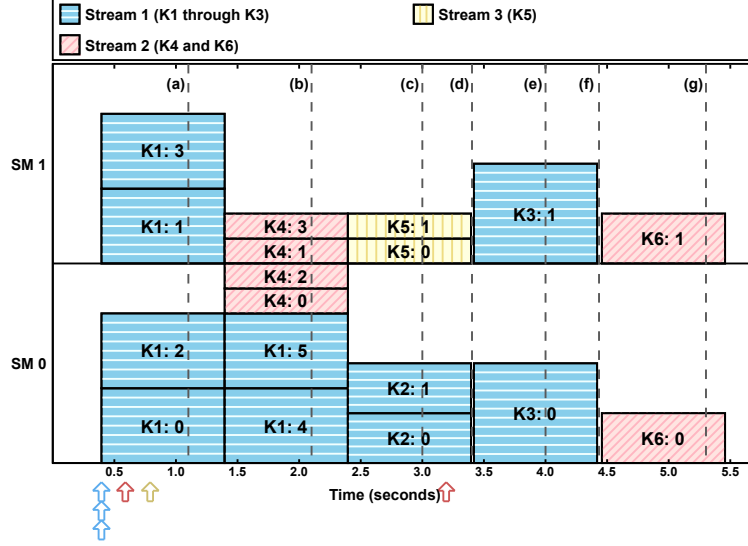 Stream 1 (K1 through K3)
Stream 3 (K5)
Stream 2 (K4 and K6)
(a)
(b)
(c)
(d)
(e)
(f)
(g)
SM 1
K1: 3
K1: 1
K4: 3
K4: 1
K5: 1
K5: 0
K3: 1
K6: 1
SM 0
K4: 2
K4: 0
K1: 2
K1: 0
K1: 5
K1: 4
K2: 1
K2: 0
K3: 0
K6: 0
0.5 1.0 1.5 2.0 2.5 3.0 3.5 4.0 4.5 5.0 5.5
Time (seconds)